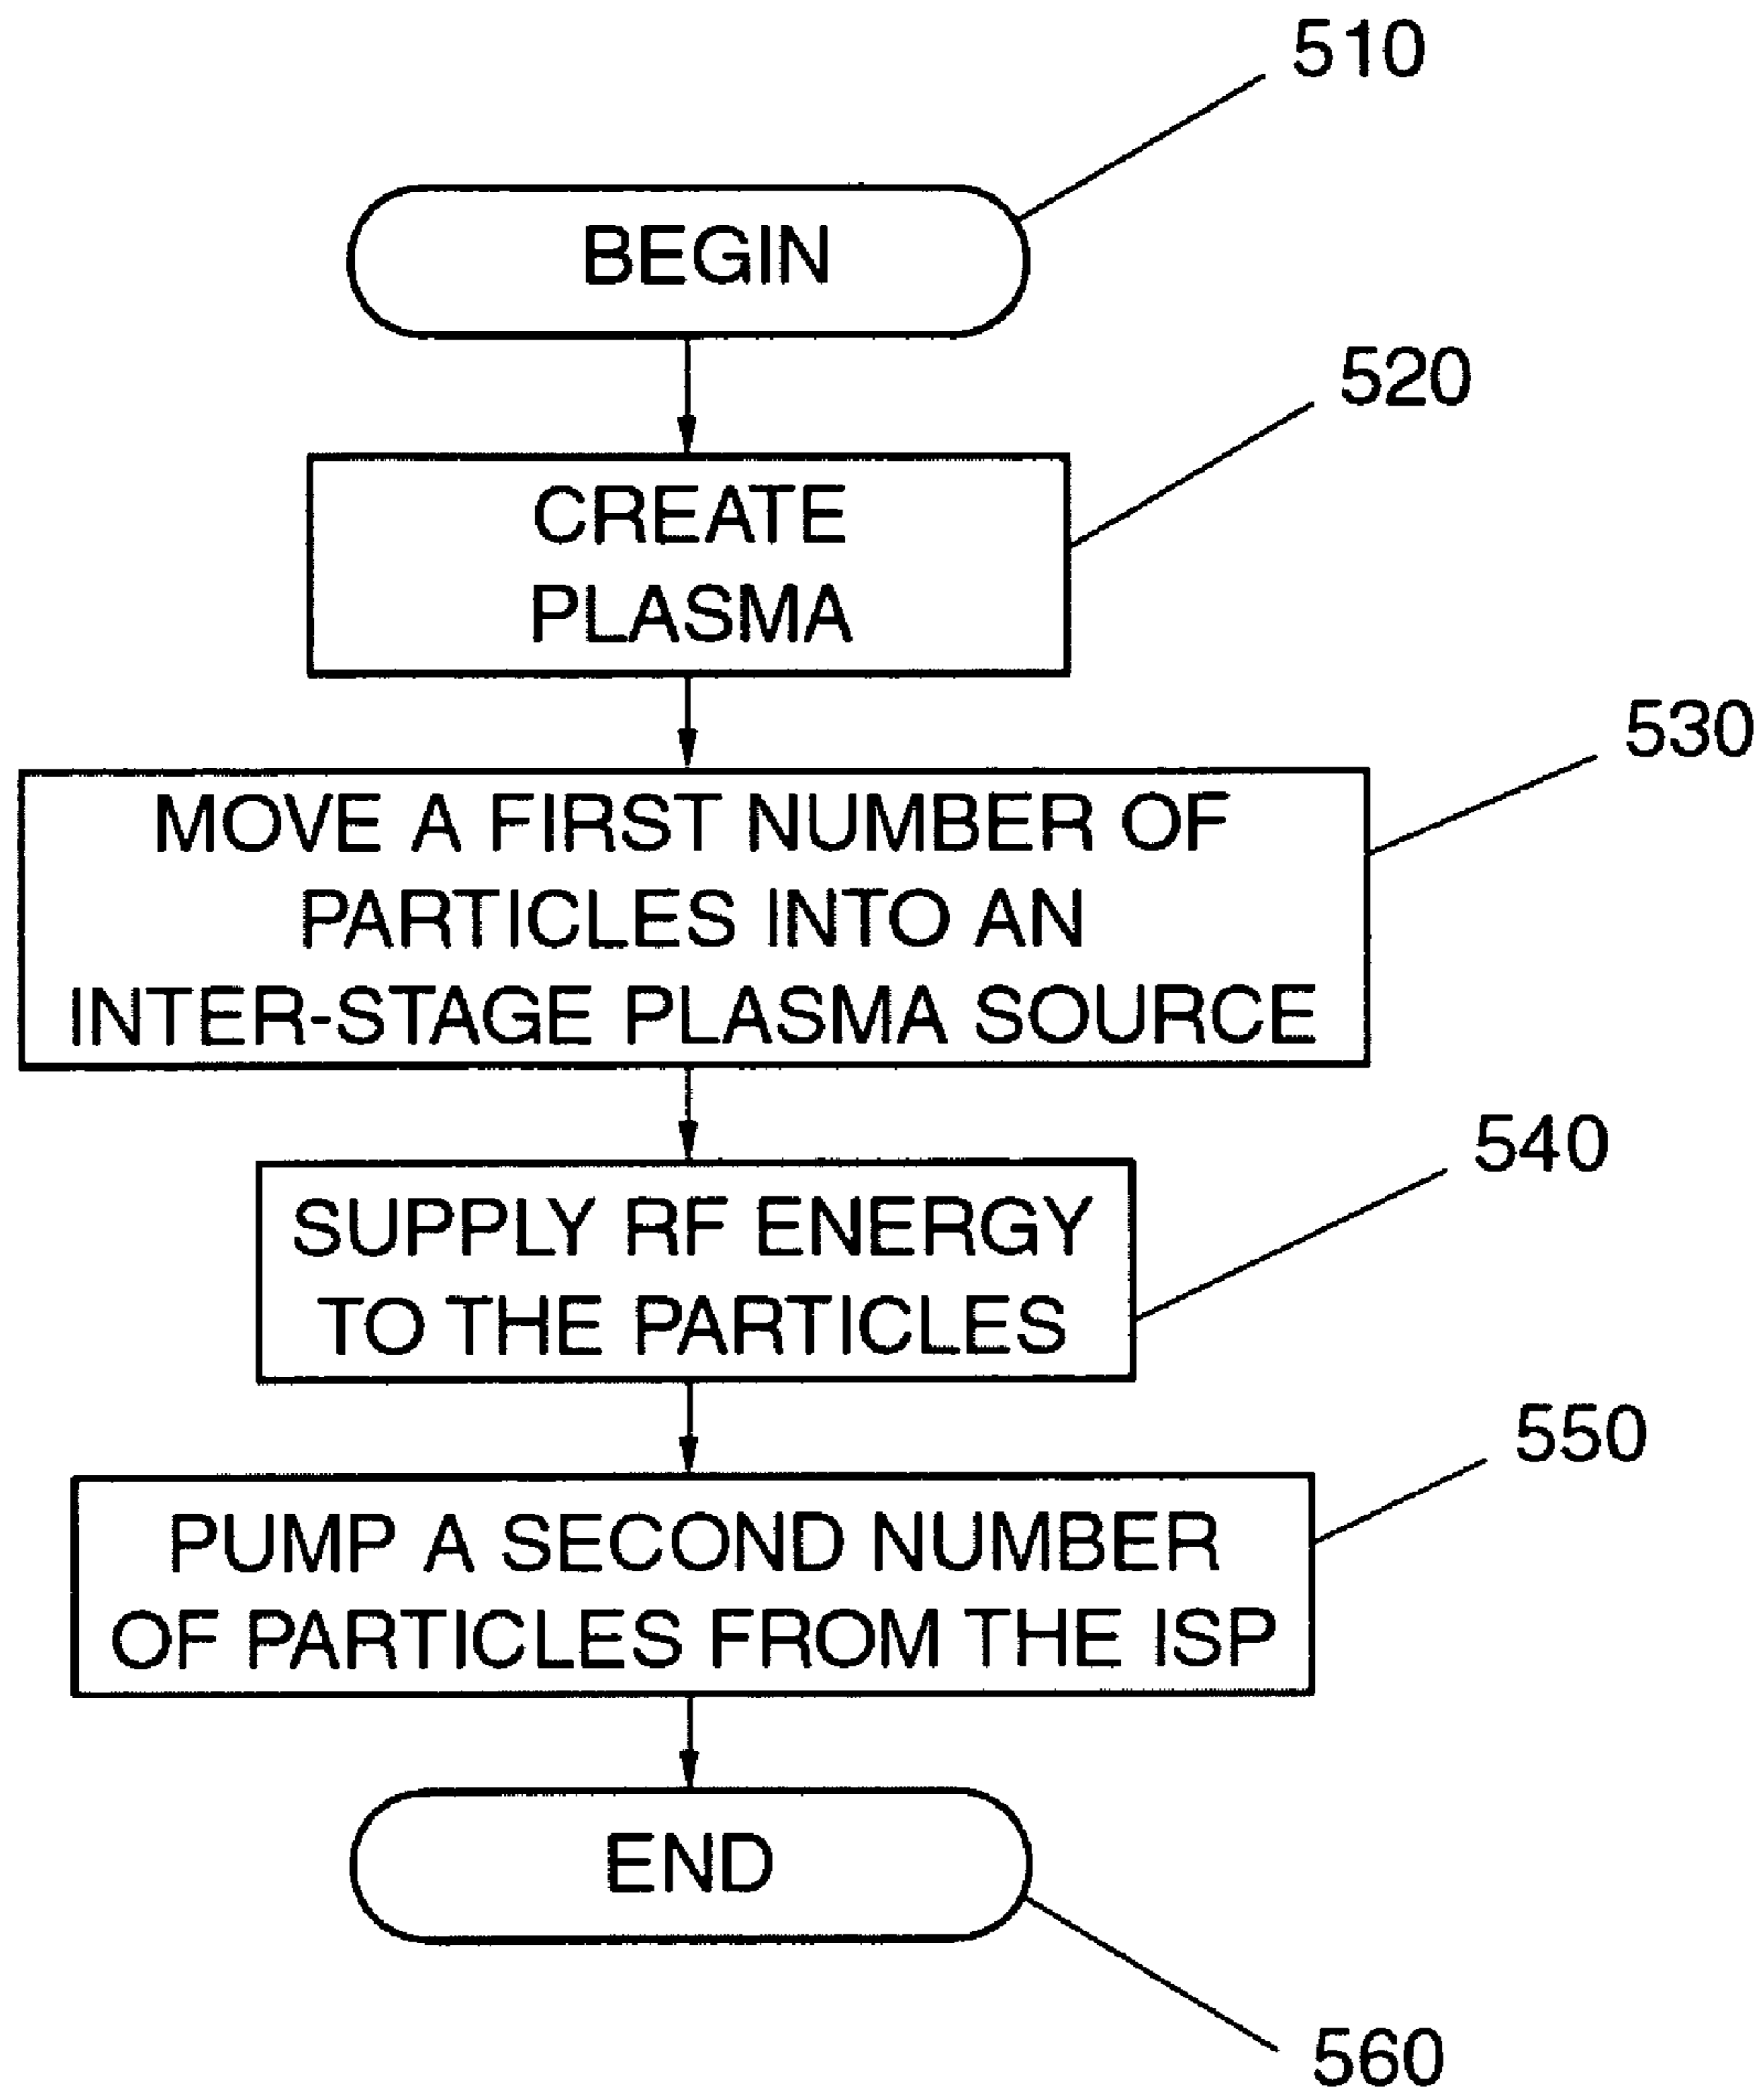 510
BEGIN
520
CREATE
PLASMA
530
MOVE A FIRST NUMBER OF
PARTICLES INTO AN
INTER-STAGE PLASMA SOURCE
540
SUPPLY RF ENERGY
TO THE PARTICLES
550
PUMP A SECOND NUMBER
OF PARTICLES FROM THE ISP
END
560